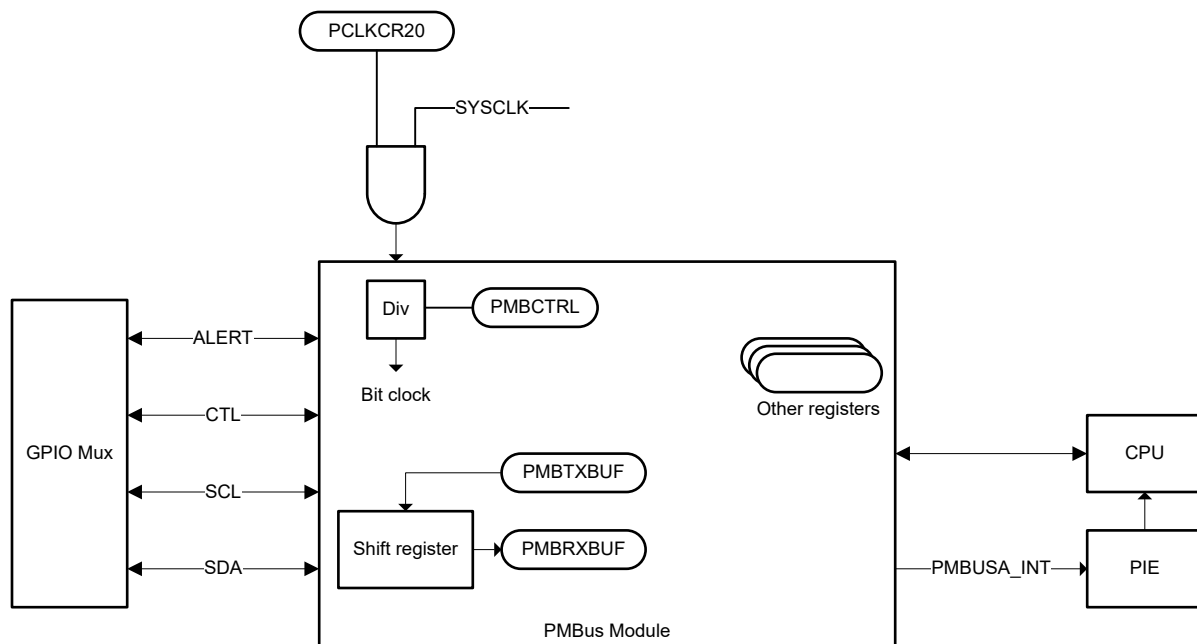 PCLKCR20
SYSCLK
Div
PMBCTRL
ALERT
Bit clock
Other registers
CTL
GPIO Mux
CPU
PMBTXBUF
SCL
Shift register
PMBRXBUF
SDA
PMBUSA_INT
PIE
PMBus Module